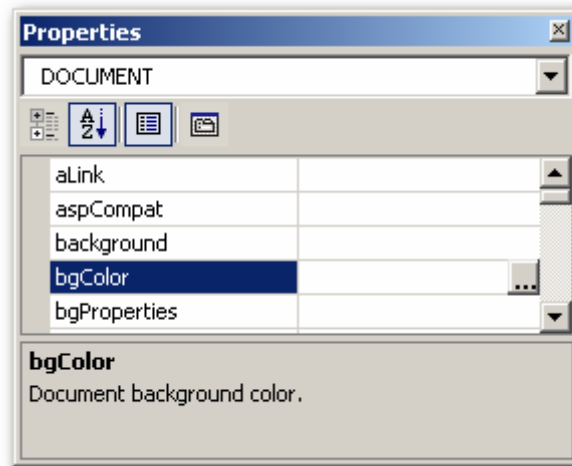 Properties
DOCUMENT
A
Z
aLink
aspCompat
background
bgColor
...
bgProperties
bgColor
Document background color.